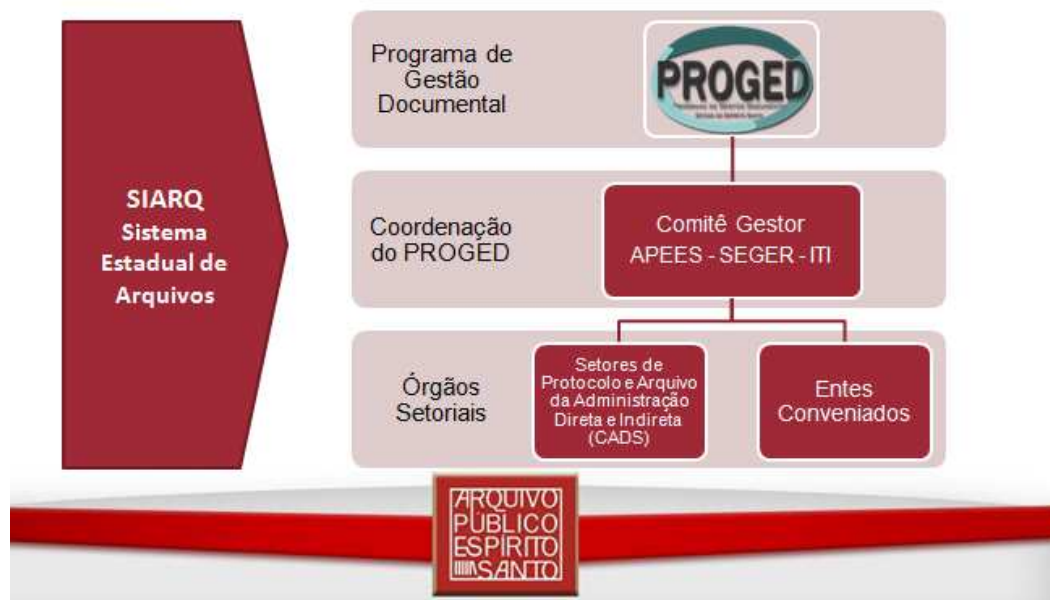 SIARQ
Sistema
Estadual de
Arquivos
Programa de
Gestão
Documental
PROGED
Coordenação
do PROGED
Comitê Gestor
APEES - SEGER - ITI
Órgãos
Setoriais
Setores de
Protocolo e Arquivo
da Administração
Direta e Indireta
(CADS)
Entes
Conveniados
ARQUIVO
PÚBLICO
ESPÍRITO
SANTO